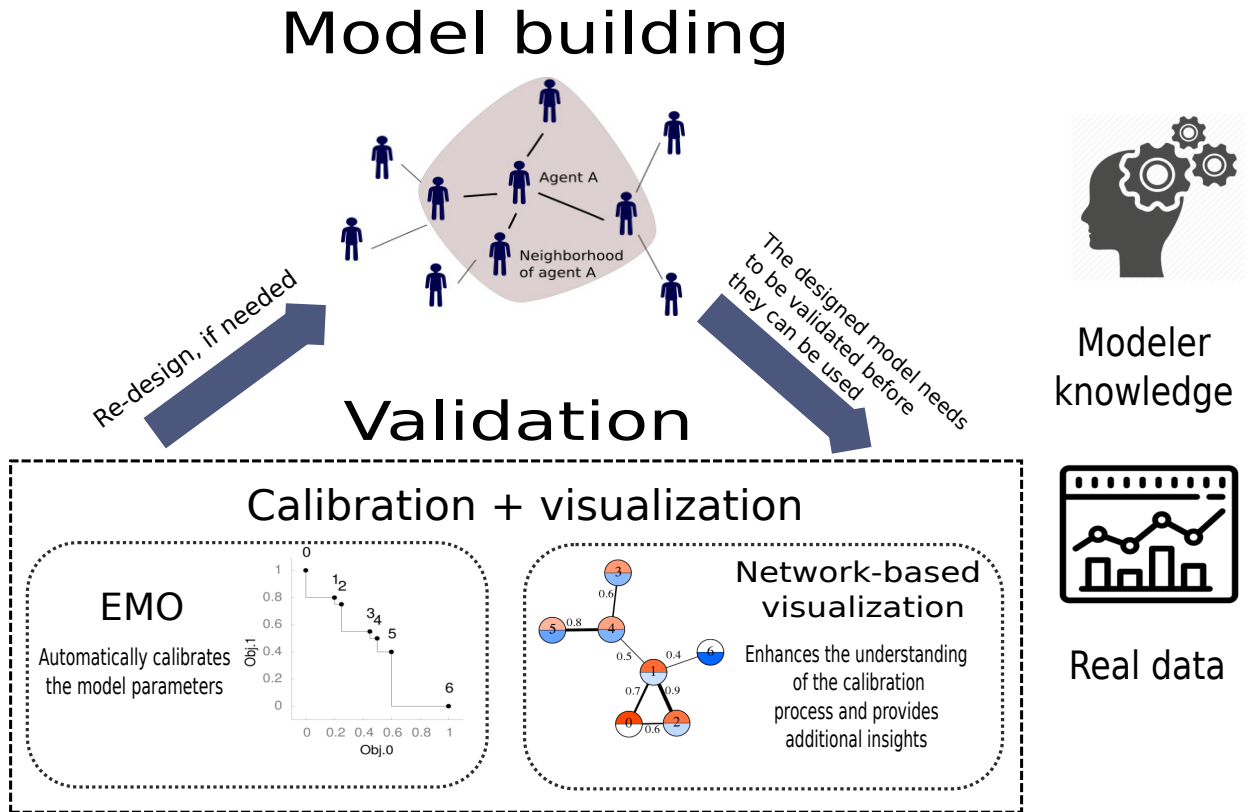 Model building
Agent A
Neighborhood
of agent A
Re-design, if needed
The designed model needs
to be validated before
they can be used
Modeler
knowledge
Validation
Calibration + visualization
EMO
Automatically calibrates
the model parameters
0
1 2
3 4
5
6
1
0.8
0.6
0.4
0.2
0
Obj.1
0 0.2 0.4 0.6 0.8 1
Obj.0
3
0.6
5
0.8
4
0.5
0.4
6
1
0.7
0.9
0
0.6
2
Network-based
visualization
Enhances the understanding
of the calibration
process and provides
additional insights
Real data